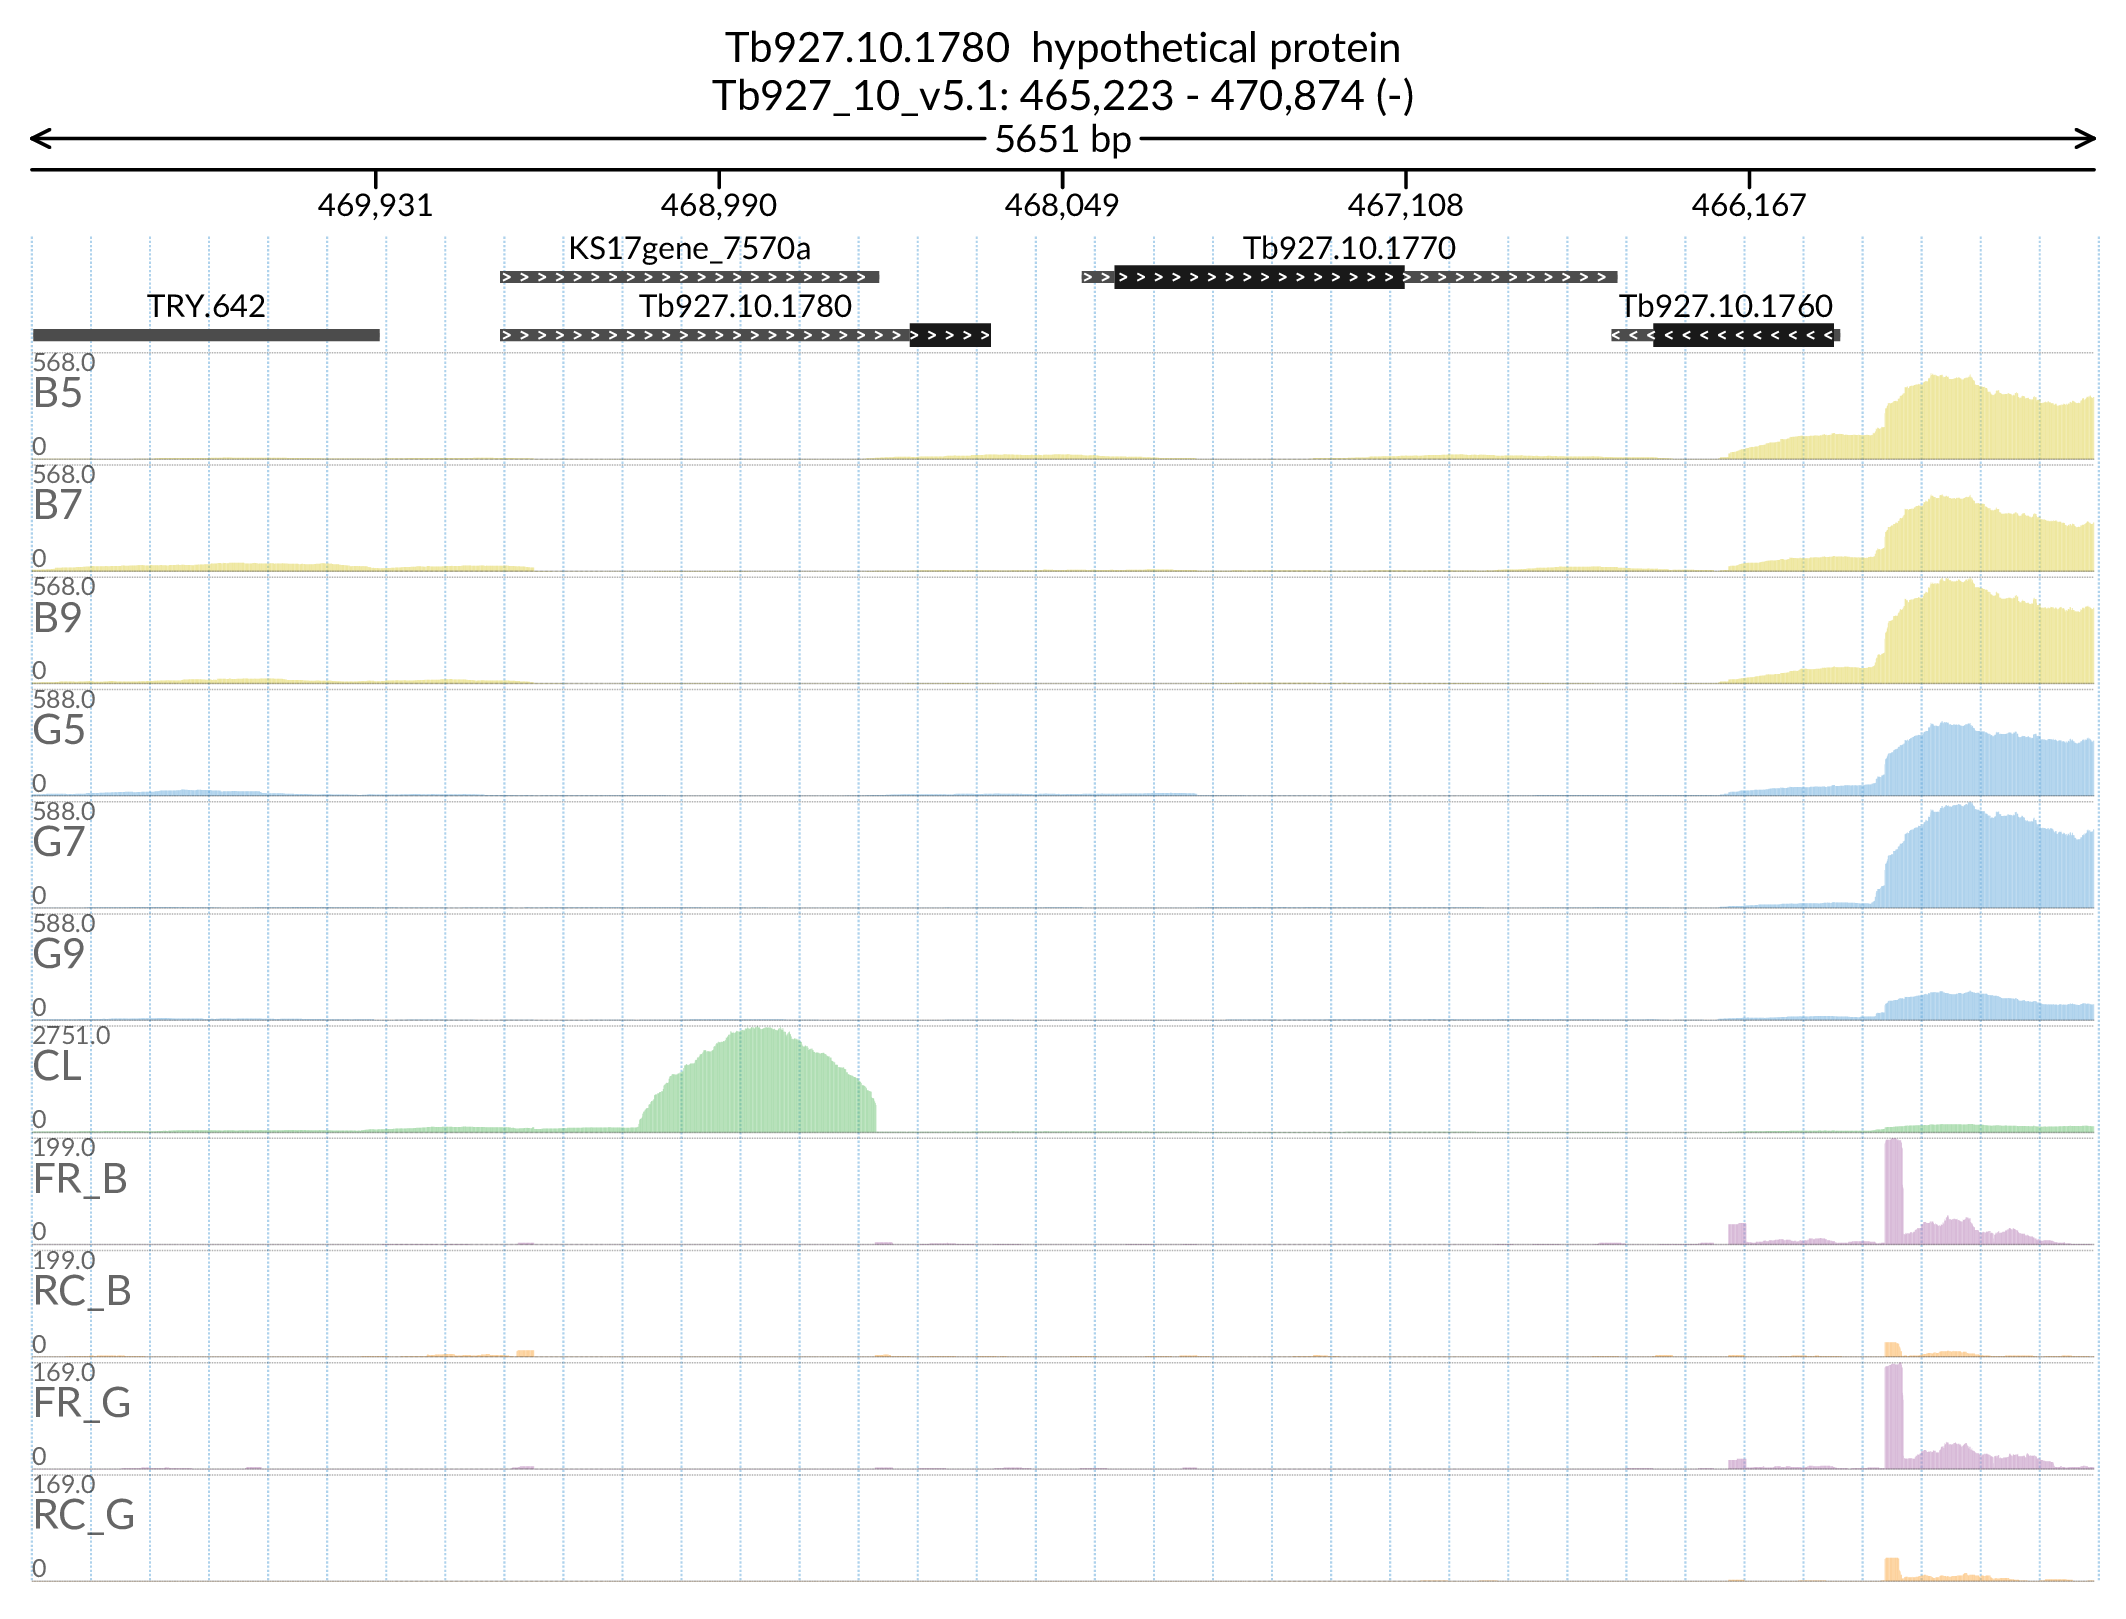 Tb927.10.1780 hypothetical protein
Tb927_10_v5.1: 465,223 - 470,874 (-)
5651 bp
469,931 468,990 468,049 467,108 466,167
KS17gene_7570a Tb927.10.1770
TRY.642 Tb927.10.1780 Tb927.10.1760
568.0
B5
0
568.0
B7
0
568.0
B9
0
588.0
G5
0
588.0
G7
0
588.0
G9
0
2751.0
CL
0
199.0
FR_B
0
199.0
RC_B
0
169.0
FR_G
0
169.0
RC_G
0